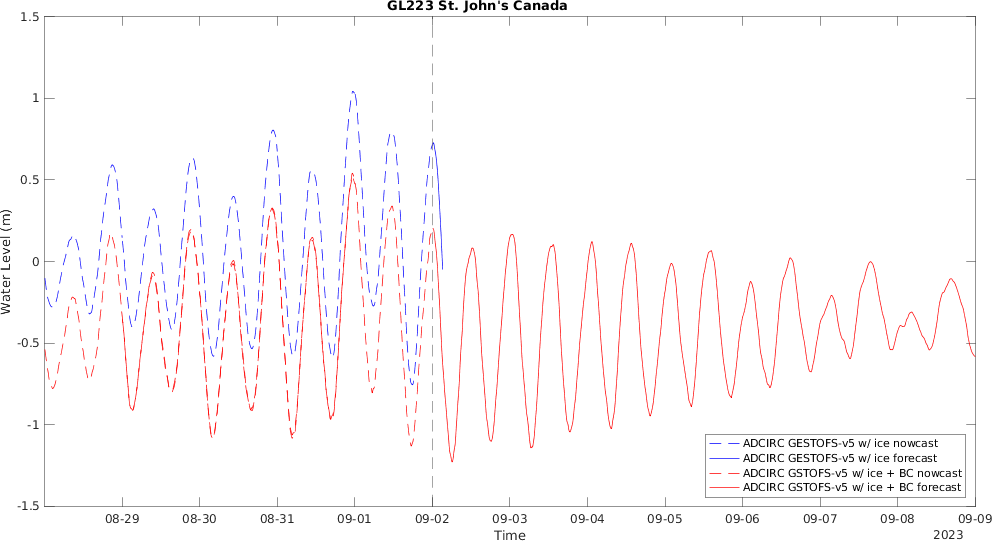 GL223 St. John's Canada
1.5
1
0.5
0
-0.5
-1
-1.5
Water Level (m)
08-29 08-30 08-31 09-01 09-02 09-03 09-04 09-05 09-06 09-07 09-08 09-09
Time
2023
ADCIRC GESTOFS-v5 w/ ice nowcast
ADCIRC GESTOFS-v5 w/ ice forecast
ADCIRC GSTOFS-v5 w/ ice + BC nowcast
ADCIRC GSTOFS-v5 w/ ice + BC forecast